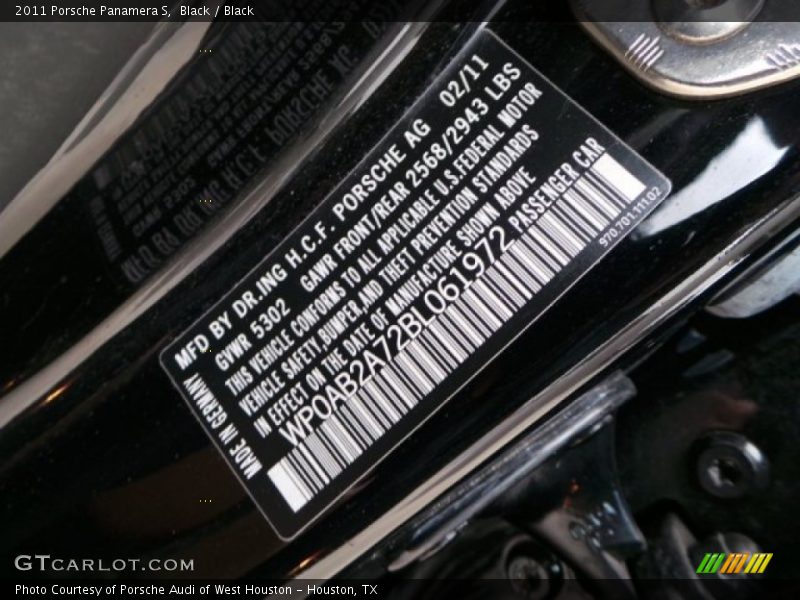 2011 Porsche Panamera S,  Black / Black
MFD BY DR.ING H.C.F. PORSCHE AG 02/11
GVWR 5302 GAWR FRONT/REAR 2568/2943 LBS
THIS VEHICLE CONFORMS TO ALL APPLICABLE U.S.FEDERAL MOTOR
VEHICLE SAFETY,BUMPER,AND THEFT PREVENTION STANDARDS
IN EFFECT ON THE DATE OF MANUFACTURE SHOWN ABOVE
WP0AB2A72BL061972 PASSENGER CAR
MADE IN GERMANY
970.701.111.02
GTCARLOT.COM
Photo Courtesy of Porsche Audi of West Houston - Houston, TX